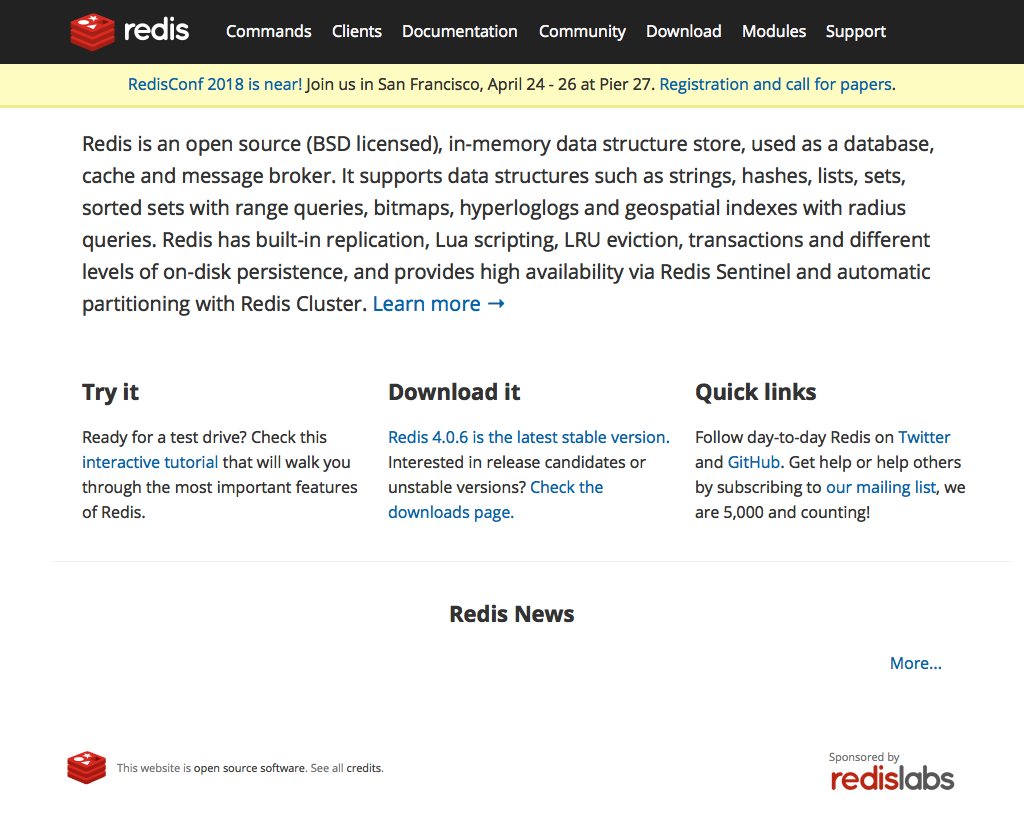 redis
Commands Clients Documentation Community Download Modules Support
RedisConf 2018 is near! Join us in San Francisco, April 24 - 26 at Pier 27. Registration and call for papers.
Redis is an open source (BSD licensed), in-memory data structure store, used as a database,
cache and message broker. It supports data structures such as strings, hashes, lists, sets,
sorted sets with range queries, bitmaps, hyperloglogs and geospatial indexes with radius
queries. Redis has built-in replication, Lua scripting, LRU eviction, transactions and different
levels of on-disk persistence, and provides high availability via Redis Sentinel and automatic
partitioning with Redis Cluster. Learn more →
Try it
Ready for a test drive? Check this
interactive tutorial that will walk you
through the most important features
of Redis.
Download it
Redis 4.0.6 is the latest stable version.
Interested in release candidates or
unstable versions? Check the
downloads page.
Quick links
Follow day-to-day Redis on Twitter
and GitHub. Get help or help others
by subscribing to our mailing list, we
are 5,000 and counting!
Redis News
More...
This website is open source software. See all credits.
Sponsored by
redislabs